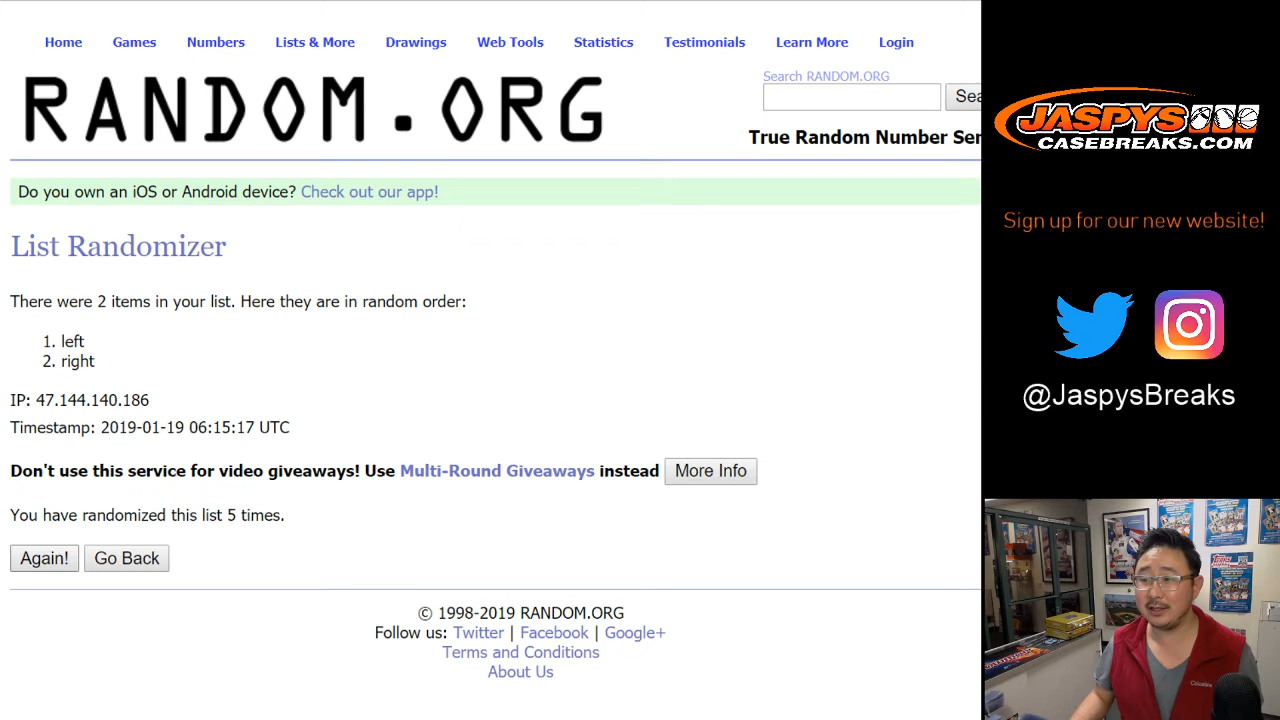 Home Games Numbers Lists & More Drawings Web Tools Statistics Testimonials Learn More Login
RANDOM.ORG
Search RANDOM.ORG
Sea
True Random Number Ser
Do you own an iOS or Android device? Check out our app!
List Randomizer
There were 2 items in your list. Here they are in random order:
1. left
2. right
IP: 47.144.140.186
Timestamp: 2019-01-19 06:15:17 UTC
Don't use this service for video giveaways! Use Multi-Round Giveaways instead More Info
You have randomized this list 5 times.
Again! Go Back
© 1998-2019 RANDOM.ORG
Follow us: Twitter | Facebook | Google+
Terms and Conditions
About Us
JASPYS
CASEBREAKS.COM
Sign up for our new website!
@JaspysBreaks
Columbia